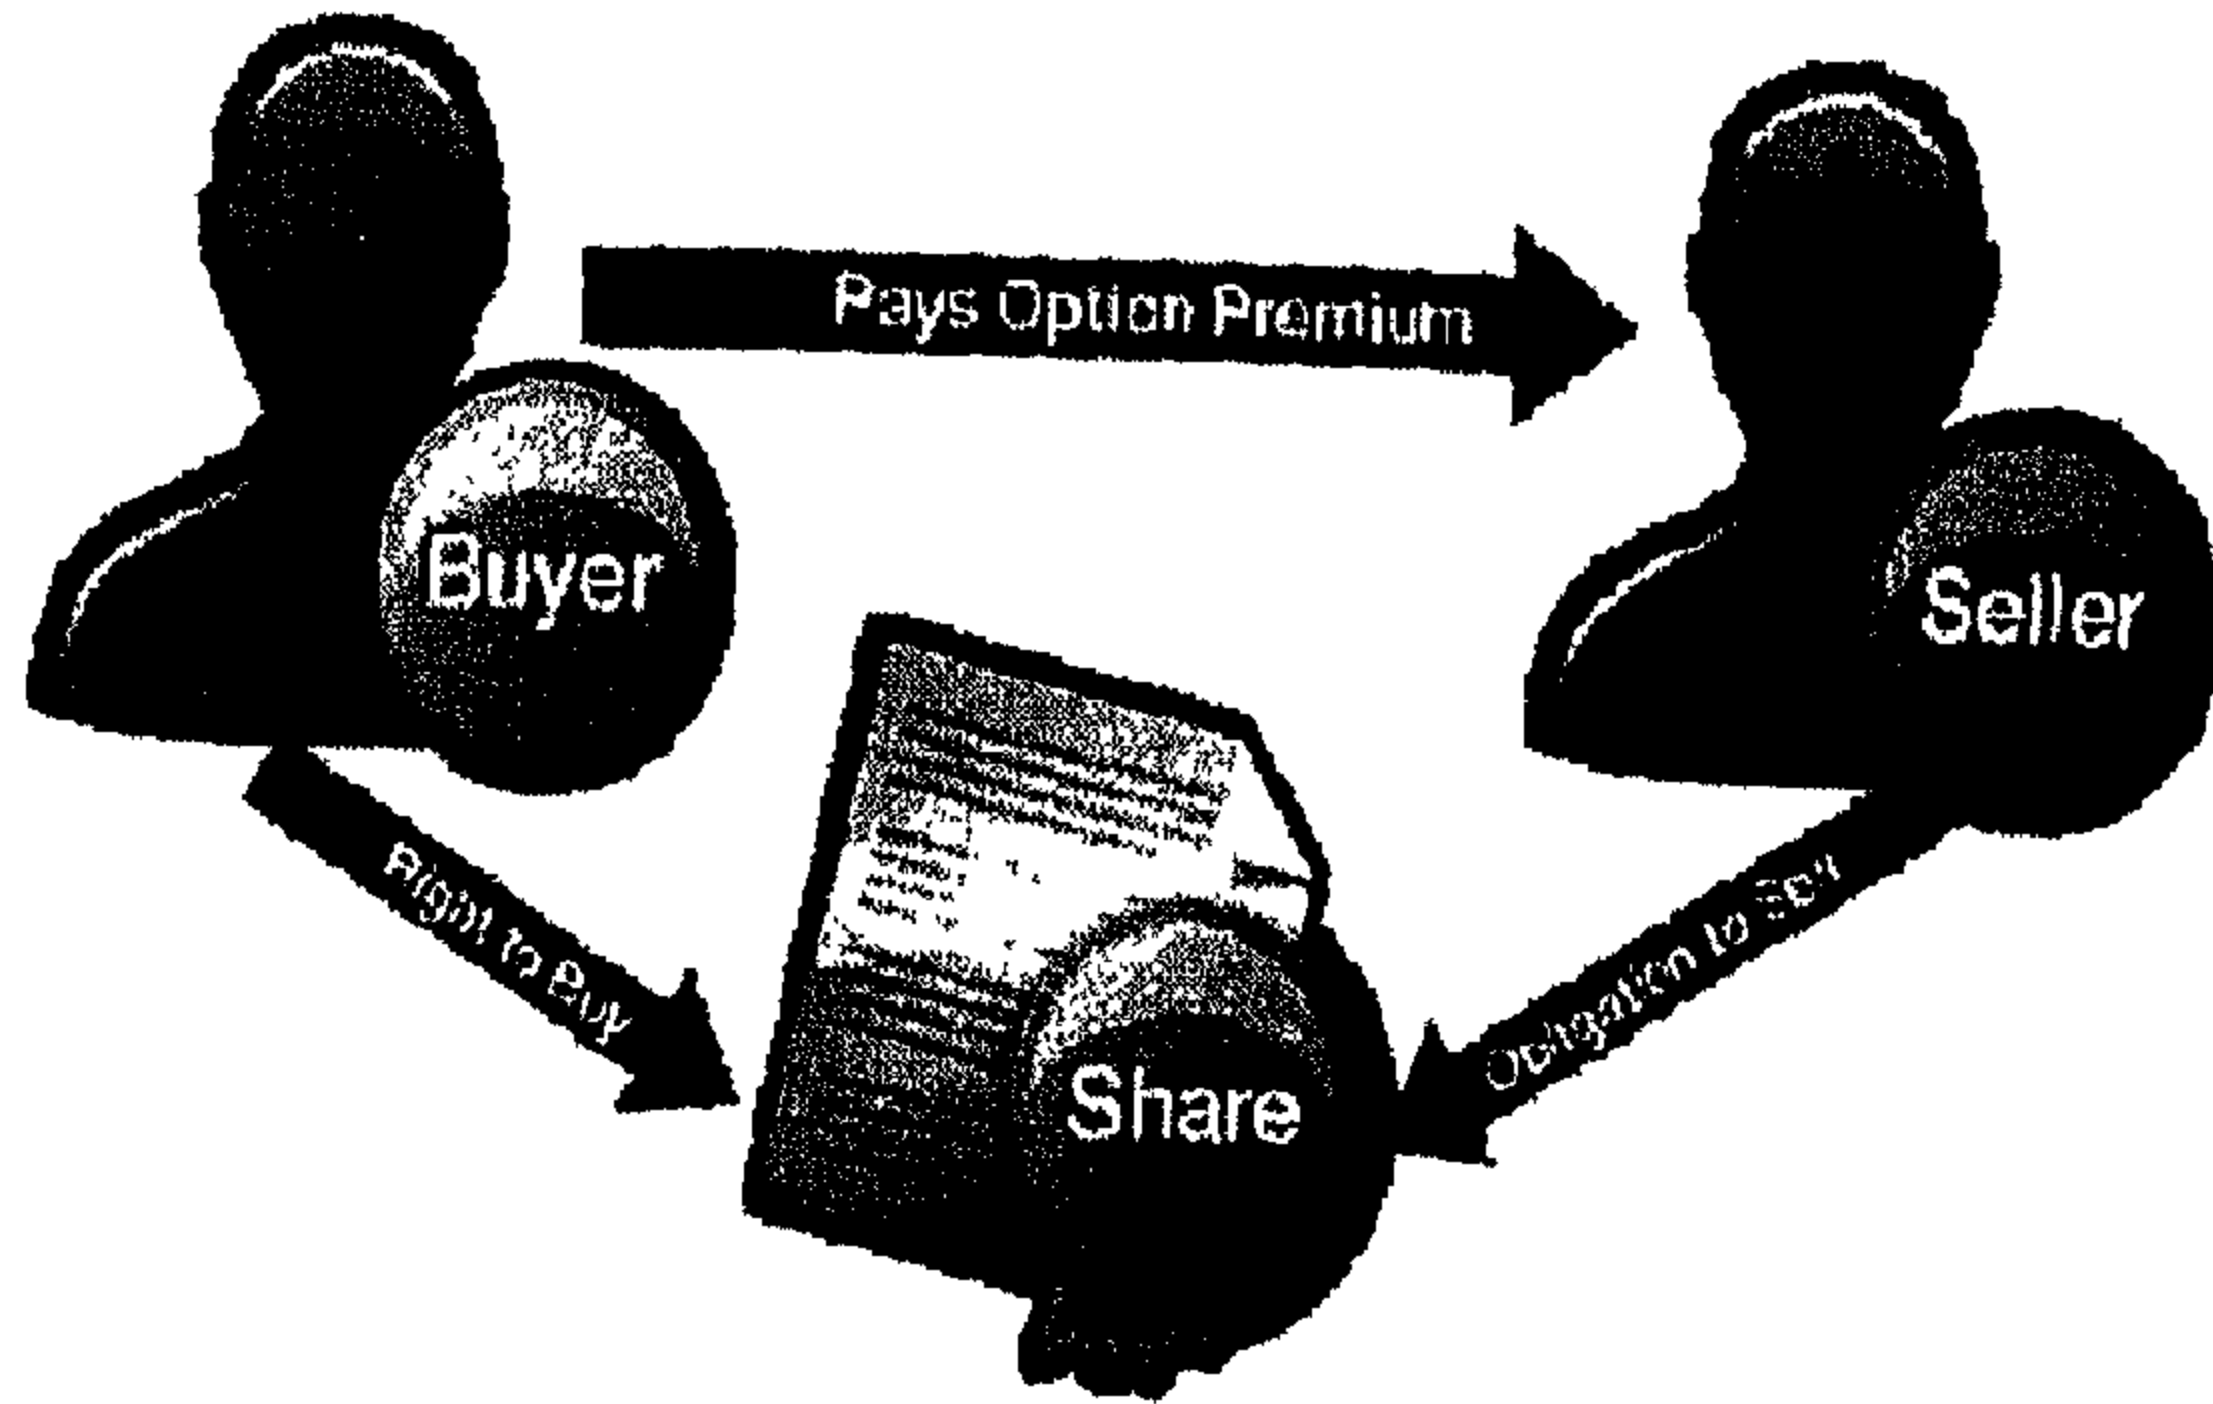 Pays Option Premium
Buyer
Seller
Right to Buy
Obligation to Sell
Share